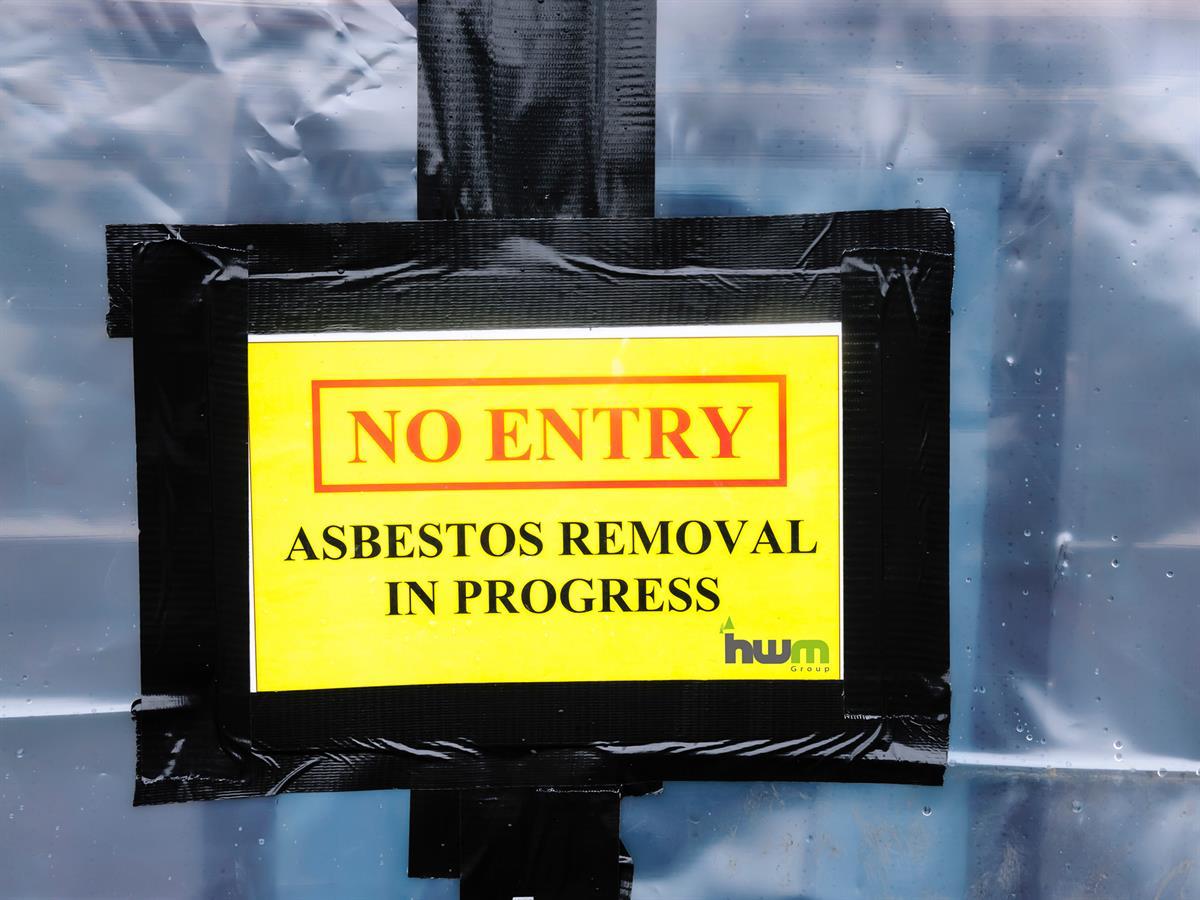 NO ENTRY
ASBESTOS REMOVAL
IN PROGRESS
hwm
Group